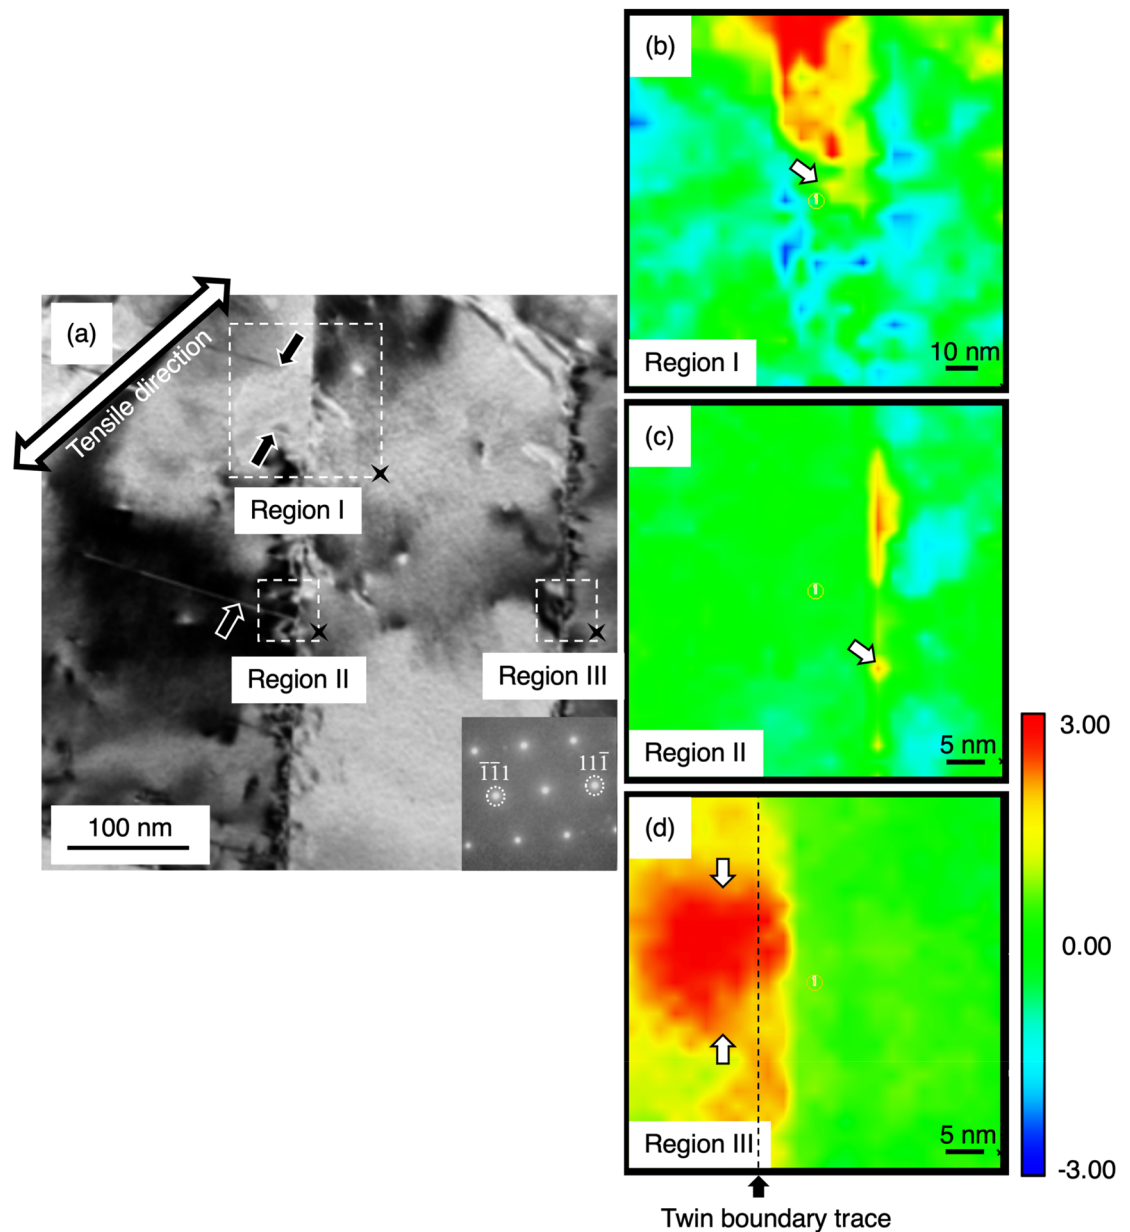 (a)
Tensile direction
Region I
Region II
Region III
1̅1̅1
111̅
100 nm
(b)
Region I
10 nm
(c)
Region II
5 nm
(d)
Region III
5 nm
3.00
0.00
-3.00
Twin boundary trace